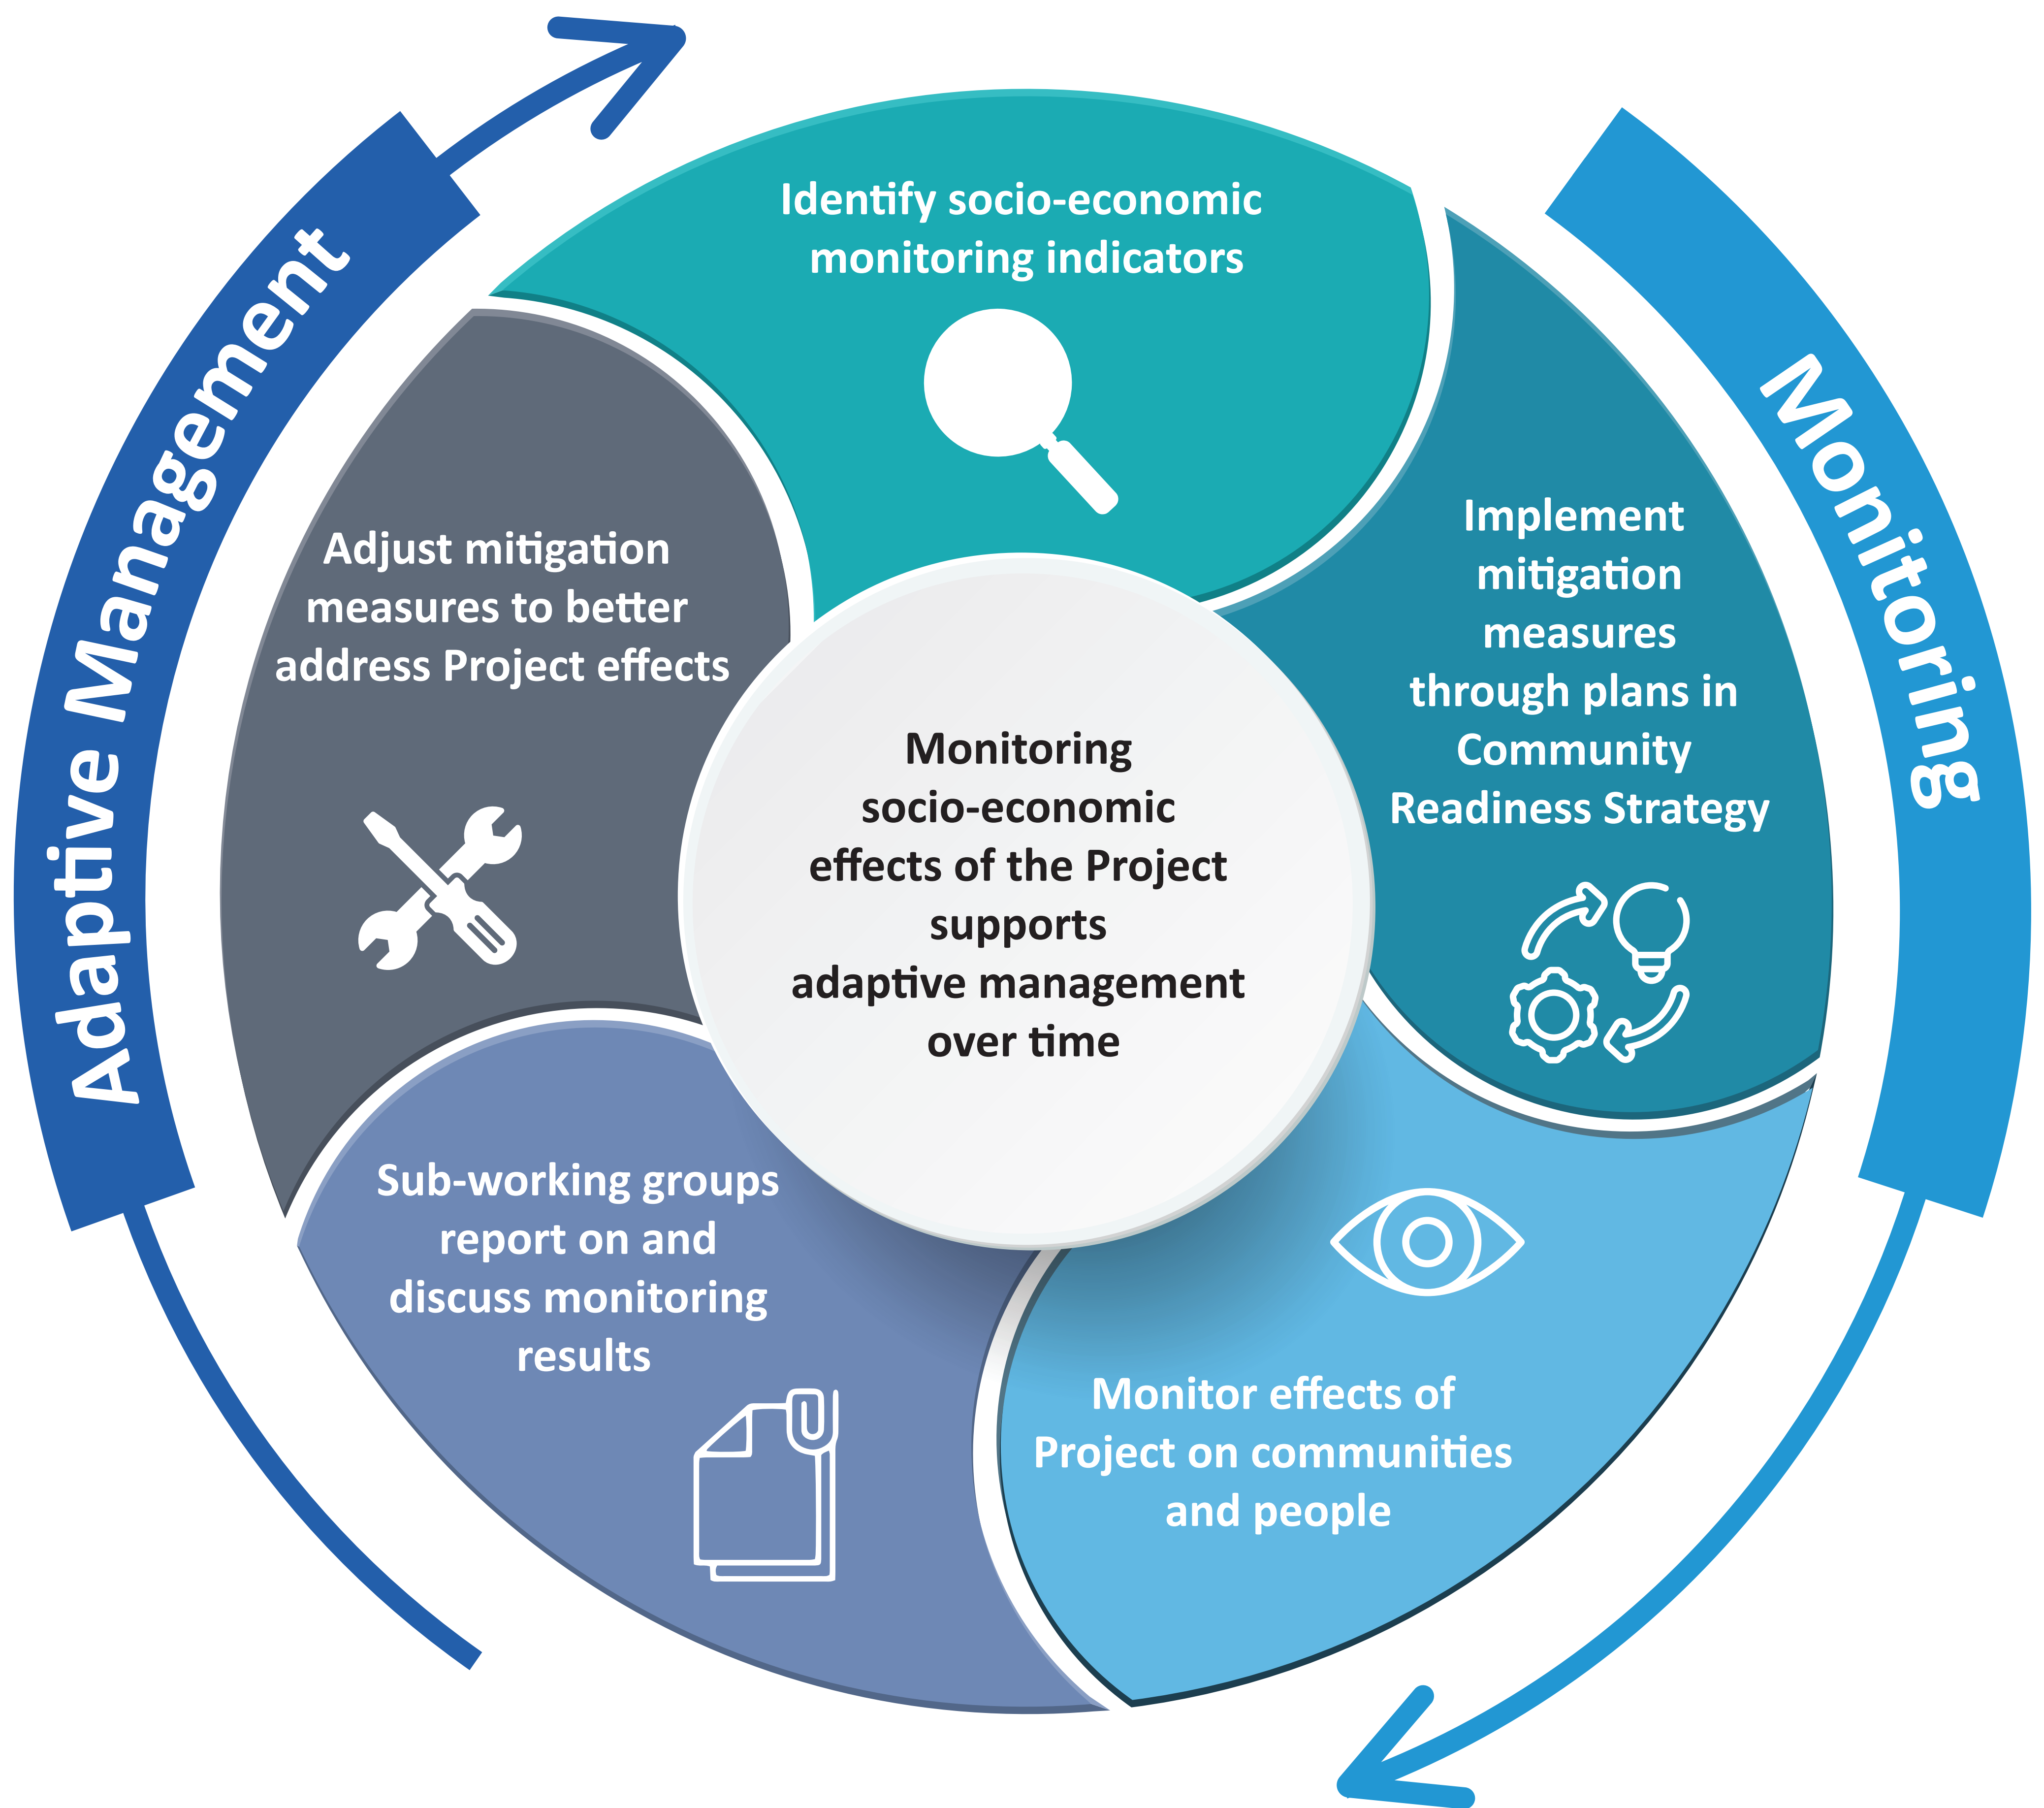 Identify socio-economic
monitoring indicators
Implement
mitigation
measures
through plans in
Community
Readiness Strategy
Monitor effects of
Project on communities
and people
Sub-working groups
report on and
discuss monitoring
results
Adjust mitigation
measures to better
address Project effects
Monitoring
socio-economic
effects of the Project
supports
adaptive management
over time
Adaptive Management
Monitoring